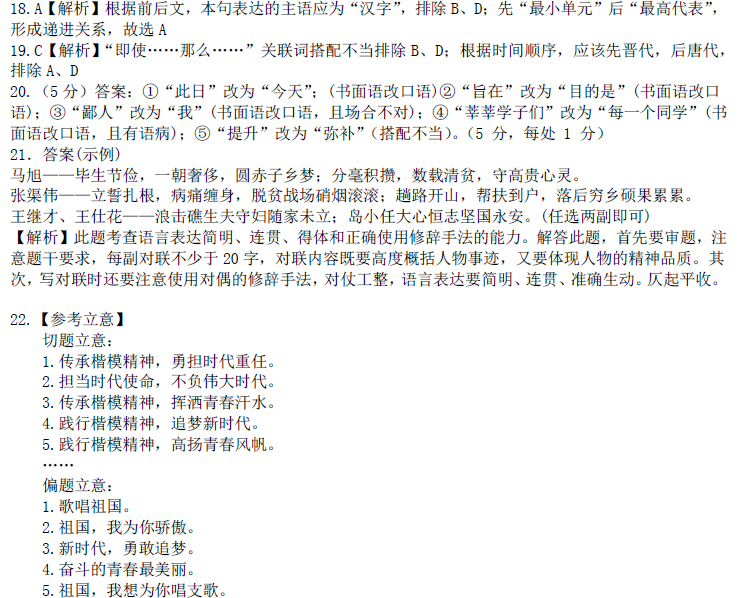 18.A【解析】根据前后文，本句表达的主语应为“汉字”，排除 B、D；先“最小单元”后“最高代表”，
形成递进关系，故选 A
19.C【解析】“即使……那么……”关联词搭配不当排除 B、D；根据时间顺序，应该先晋代，后唐代，
排除 A、D
20.（5 分）答案：①“此日”改为“今天”；(书面语改口语)②“旨在”改为“目的是”(书面语改口
语)；③“鄙人”改为“我”(书面语改口语，且场合不对)；④“莘莘学子们”改为“每一个同学”(书
面语改口语，且有语病)；⑤“提升”改为“弥补”(搭配不当)。(5 分，每处 1 分)
21. 答案(示例)
马旭——毕生节俭，一朝奢侈，圆赤子乡梦；分毫积攒，数载清贫，守高贵心灵。
张渠伟——立誓扎根，病痛缠身，脱贫战场硝烟滚滚；趟路开山，帮扶到户，落后穷乡硕果累累。
王继才、王仕花——浪击礁生夫守妇随家未立；岛小任大心恒志坚国永安。(任选两副即可)
【解析】此题考查语言表达简明、连贯、得体和正确使用修辞手法的能力。解答此题，首先要审题，注
意题干要求，每副对联不少于 20 字，对联内容既要高度概括人物事迹，又要体现人物的精神品质。其
次，写对联时还要注意使用对偶的修辞手法，对仗工整，语言表达要简明、连贯、准确生动。仄起平收。
22.【参考立意】
切题立意：
1.传承楷模精神，勇担时代重任。
2.担当时代使命，不负伟大时代。
3.传承楷模精神，挥洒青春汗水。
4.践行楷模精神，追梦新时代。
5.践行楷模精神，高扬青春风帆。
……
偏题立意：
1.歌唱祖国。
2.祖国，我为你骄傲。
3.新时代，勇敢追梦。
4.奋斗的青春最美丽。
5.祖国，我想为你唱支歌。